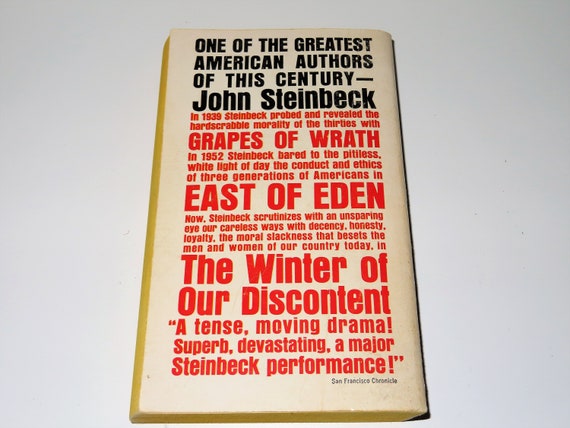 ONE OF THE GREATEST
AMERICAN AUTHORS
OF THIS CENTURY—
John Steinbeck
In 1939 Steinbeck probed and revealed the
hardscrabble morality of the thirties with
GRAPES OF WRATH
In 1952 Steinbeck bared to the pitiless,
white light of day the conduct and ethics
of three generations of Americans in
EAST OF EDEN
Now, Steinbeck scrutinizes with an unsparing
eye our careless ways with decency, honesty,
loyalty, the moral slackness that besets the
men and women of our country today, in
The Winter of
Our Discontent
“A tense, moving drama!
Superb, devastating, a major
Steinbeck performance!”
San Francisco Chronicle